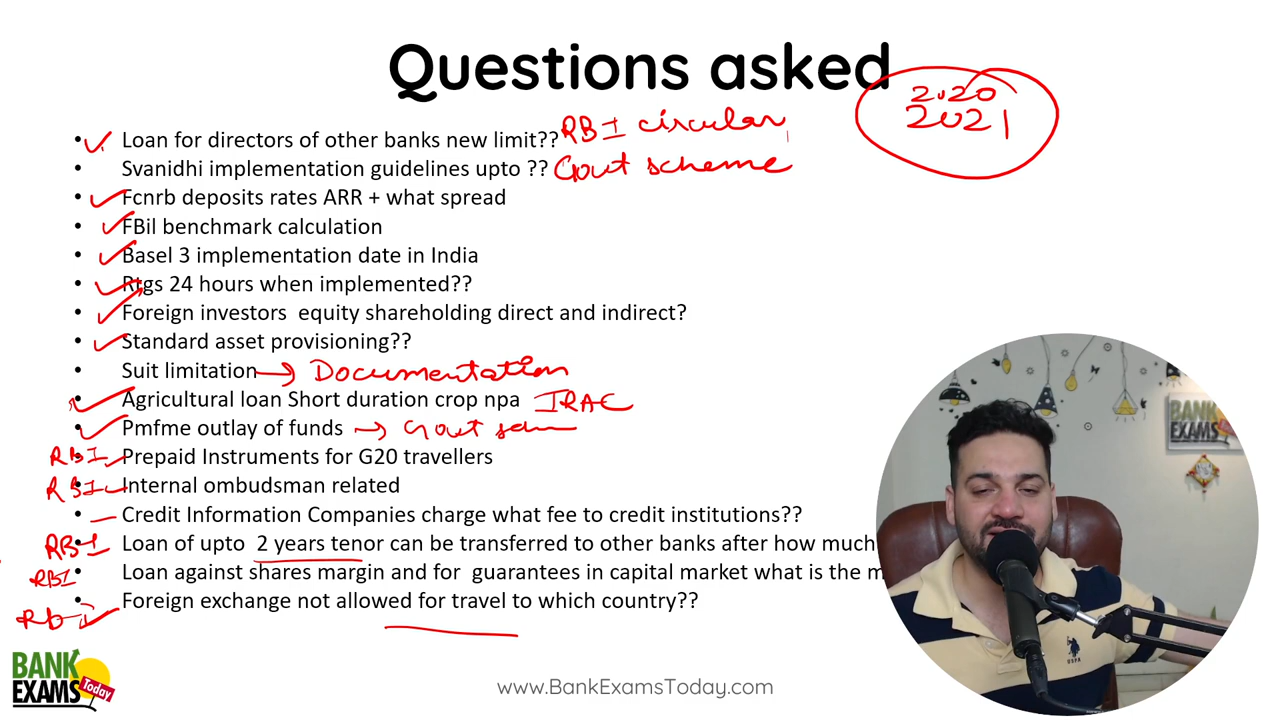 Questions asked
2020
2021
• Loan for directors of other banks new limit?? RBI circular
• Svanidhi implementation guidelines upto ?? Govt scheme
• Fcnrb deposits rates ARR + what spread
• FBil benchmark calculation
• Basel 3 implementation date in India
• Rtgs 24 hours when implemented??
• Foreign investors equity shareholding direct and indirect?
• Standard asset provisioning??
• Suit limitation → Documentation
• Agricultural loan Short duration crop npa IRAC
• Pmfme outlay of funds → Govt
RBI • Prepaid Instruments for G20 travellers
RBI • Internal ombudsman related
• Credit Information Companies charge what fee to credit institutions??
RBI • Loan of upto 2 years tenor can be transferred to other banks after how much
RBI • Loan against shares margin and for guarantees in capital market what is the
RBI • Foreign exchange not allowed for travel to which country??
BANK
EXAMS
Today
www.BankExamsToday.com
BANK
EXAMS
USPA